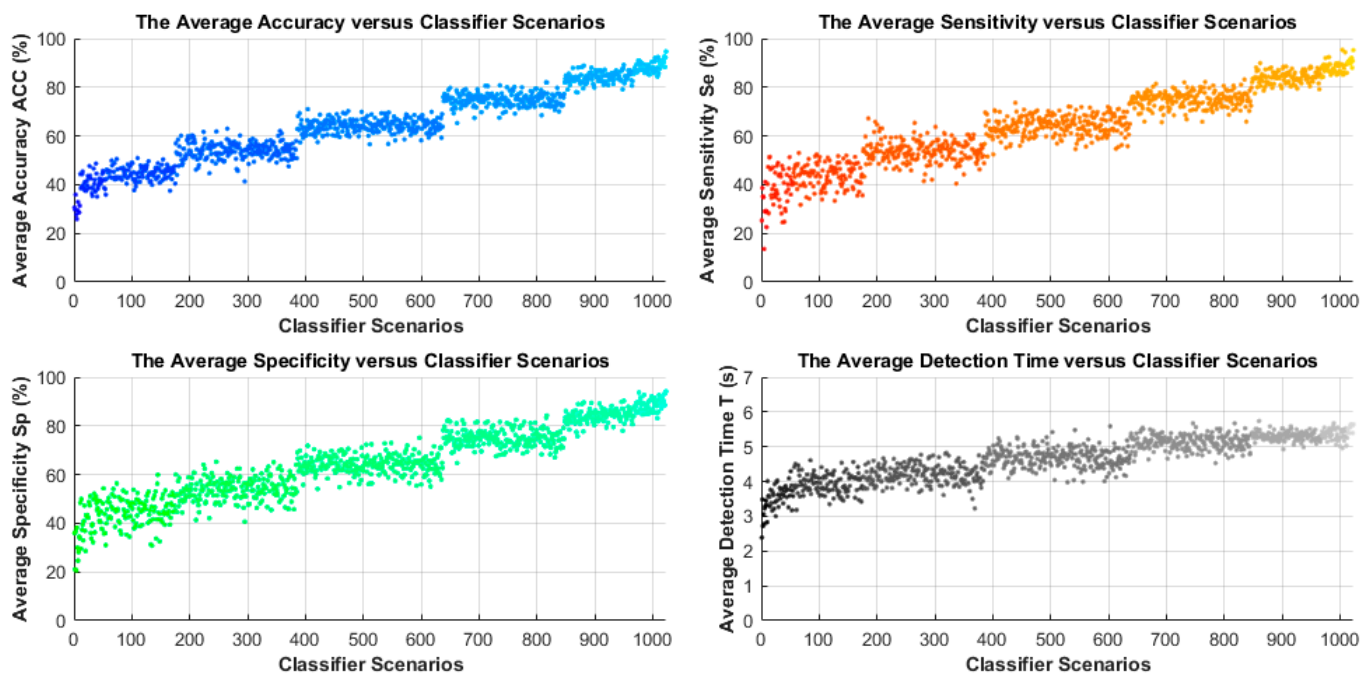 The Average Accuracy versus Classifier Scenarios
Average Accuracy ACC (%)
100
80
60
40
20
0
0 100 200 300 400 500 600 700 800 900 1000
Classifier Scenarios
The Average Sensitivity versus Classifier Scenarios
Average Sensitivity Se (%)
100
80
60
40
20
0
0 100 200 300 400 500 600 700 800 900 1000
Classifier Scenarios
The Average Specificity versus Classifier Scenarios
Average Specificity Sp (%)
100
80
60
40
20
0
0 100 200 300 400 500 600 700 800 900 1000
Classifier Scenarios
The Average Detection Time versus Classifier Scenarios
Average Detection Time T (s)
7
6
5
4
3
2
1
0
0 100 200 300 400 500 600 700 800 900 1000
Classifier Scenarios